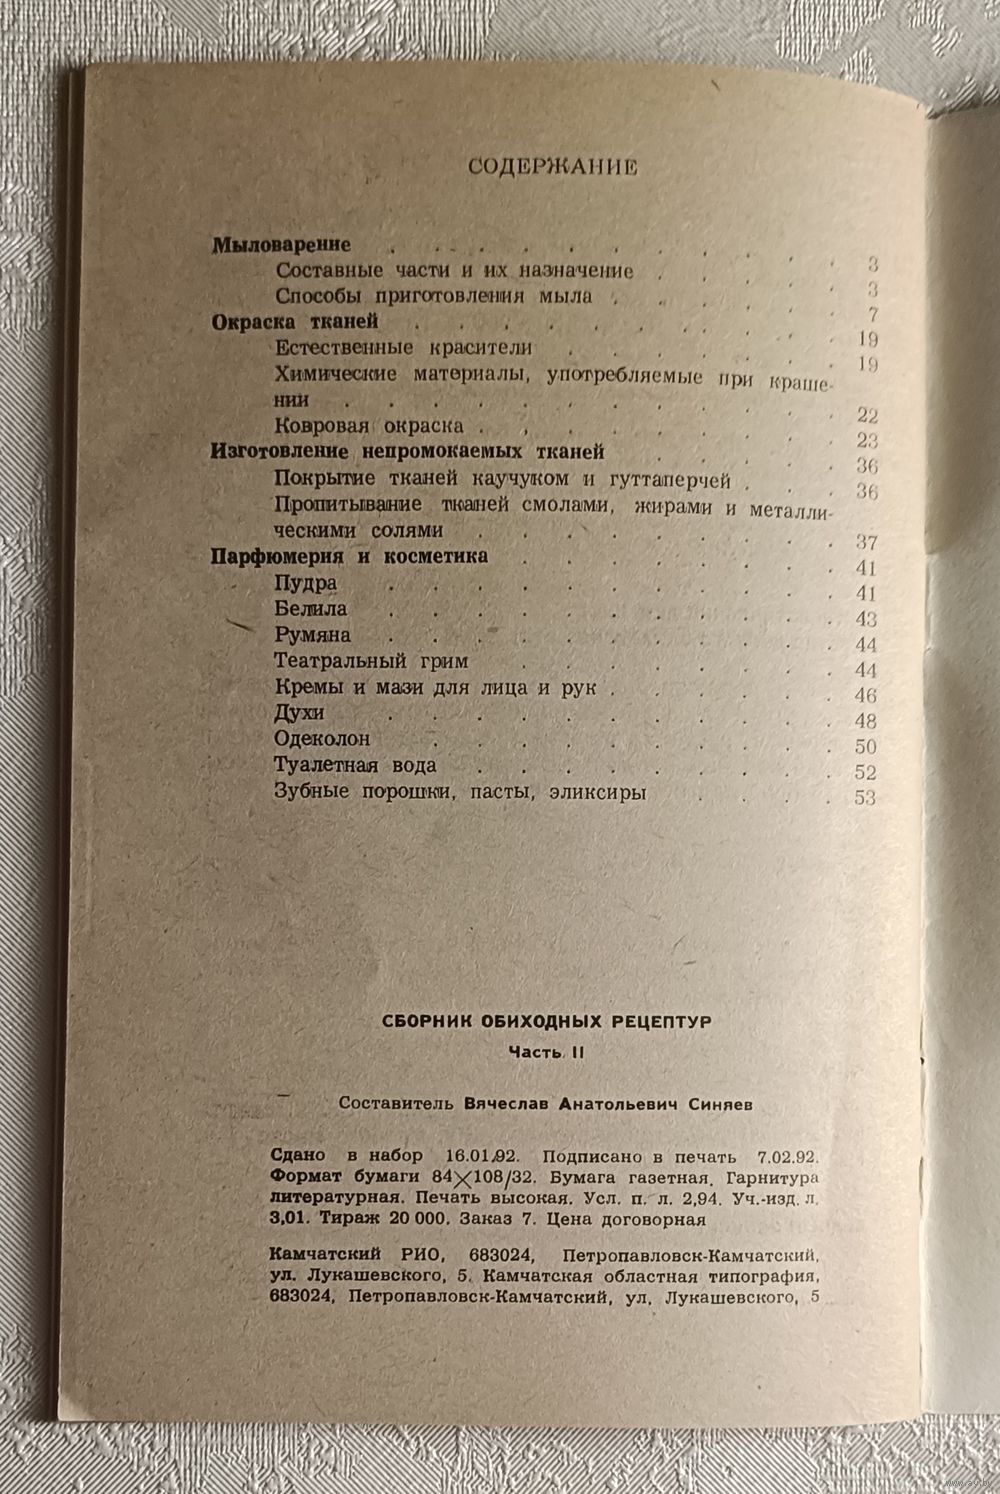 СОДЕРЖАНИЕ
Мыловарение . . . . . . . . . . 3
Составные части и их назначение . . . . . 3
Способы приготовления мыла . . . . . . 7
Окраска тканей . . . . . . . . . . 19
Естественные красители . . . . . . . 19
Химические материалы, употребляемые при краше-
нии . . . . . . . . . . . 22
Ковровая окраска . . . . . . . . . 23
Изготовление непромокаемых тканей . . . . . 36
Покрытие тканей каучуком и гуттаперчей . . . 36
Пропитывание тканей смолами, жирами и металли-
ческими солями . . . . . . . . . 37
Парфюмерия и косметика . . . . . . . . 41
Пудра . . . . . . . . . . . 41
Белила . . . . . . . . . . . 43
Румяна . . . . . . . . . . . 44
Театральный грим . . . . . . . . 44
Кремы и мази для лица и рук . . . . . . 46
Духи . . . . . . . . . . . 48
Одеколон . . . . . . . . . . 50
Туалетная вода . . . . . . . . . 52
Зубные порошки, пасты, эликсиры . . . . 53
СБОРНИК ОБИХОДНЫХ РЕЦЕПТУР
Часть II
Составитель Вячеслав Анатольевич Синяев
Сдано в набор 16.01.92. Подписано в печать 7.02.92.
Формат бумаги 84×108/32. Бумага газетная. Гарнитура
литературная. Печать высокая. Усл. п. л. 2,94. Уч.-изд. л.
3,01. Тираж 20 000. Заказ 7. Цена договорная
Камчатский РИО, 683024, Петропавловск-Камчатский,
ул. Лукашевского, 5. Камчатская областная типография,
683024, Петропавловск-Камчатский, ул. Лукашевского, 5
www.ay.by